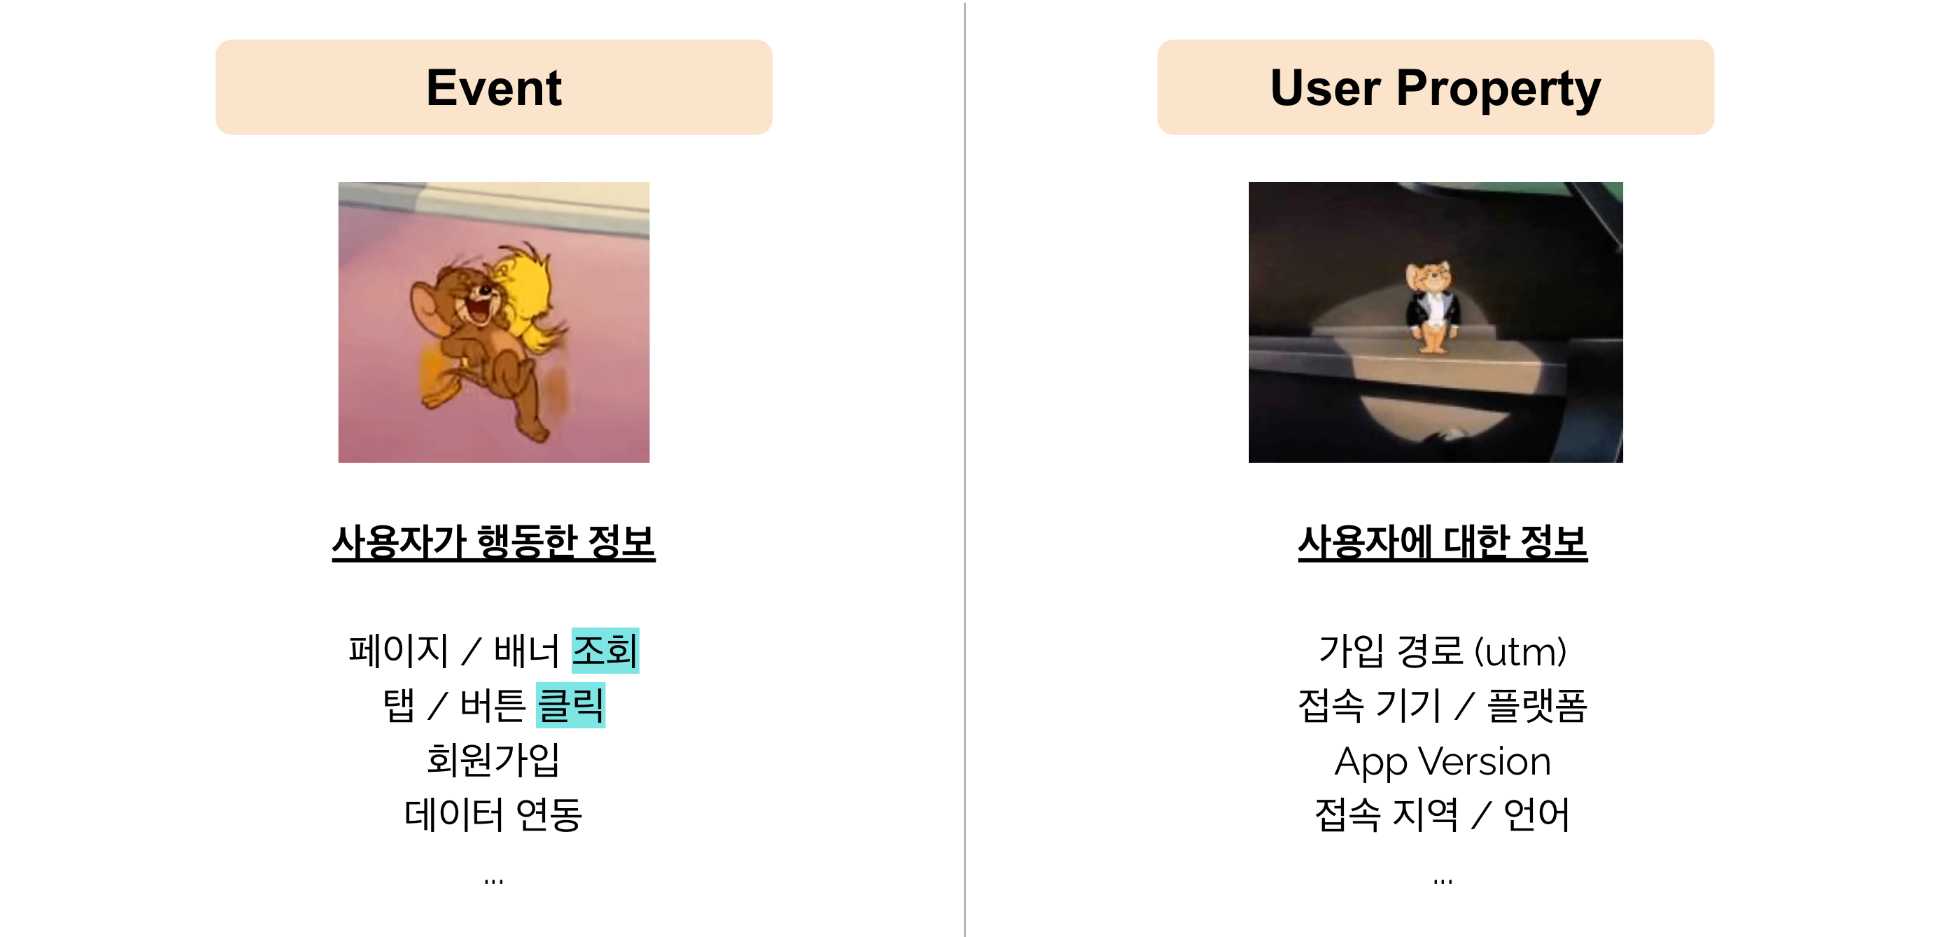 Event
사용자가 행동한 정보
페이지 / 배너 조회
탭 / 버튼 클릭
회원가입
데이터 연동
...
User Property
사용자에 대한 정보
가입 경로 (utm)
접속 기기 / 플랫폼
App Version
접속 지역 / 언어
...